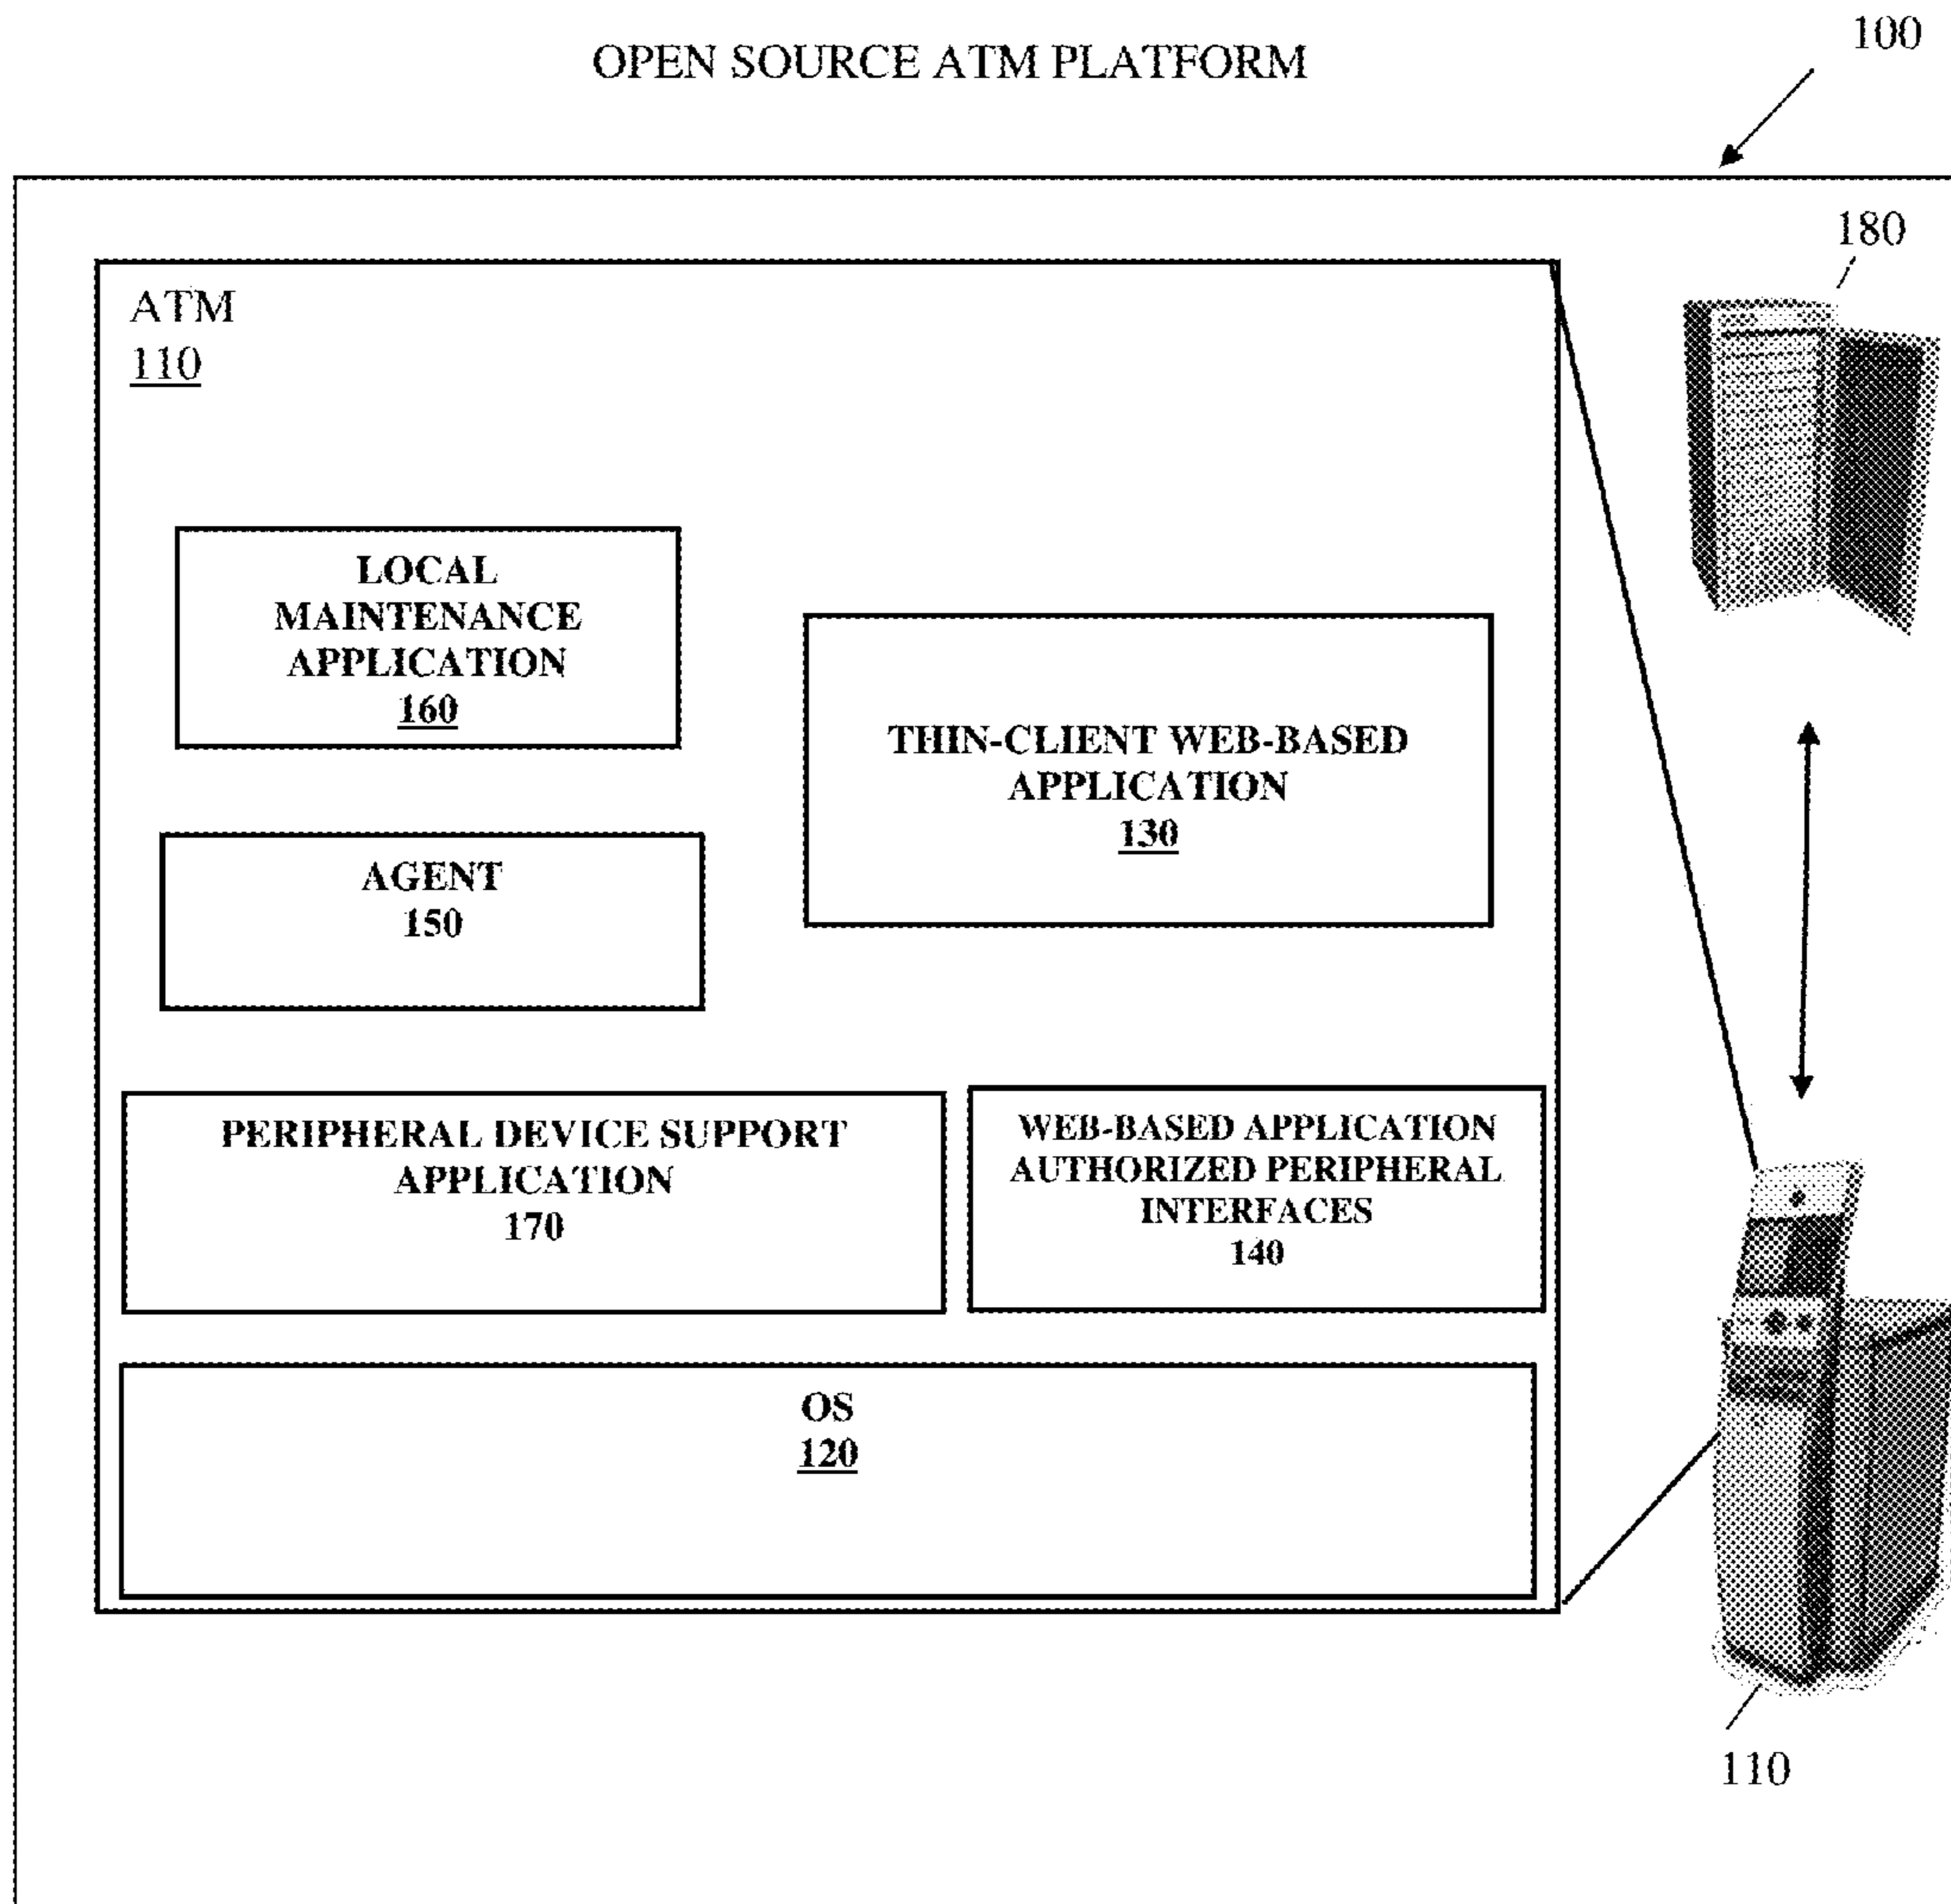 OPEN SOURCE ATM PLATFORM
100
180
ATM
110
LOCAL
MAINTENANCE
APPLICATION
160
THIN-CLIENT WEB-BASED
APPLICATION
130
AGENT
150
PERIPHERAL DEVICE SUPPORT
APPLICATION
170
WEB-BASED APPLICATION
AUTHORIZED PERIPHERAL
INTERFACES
140
OS
120
110